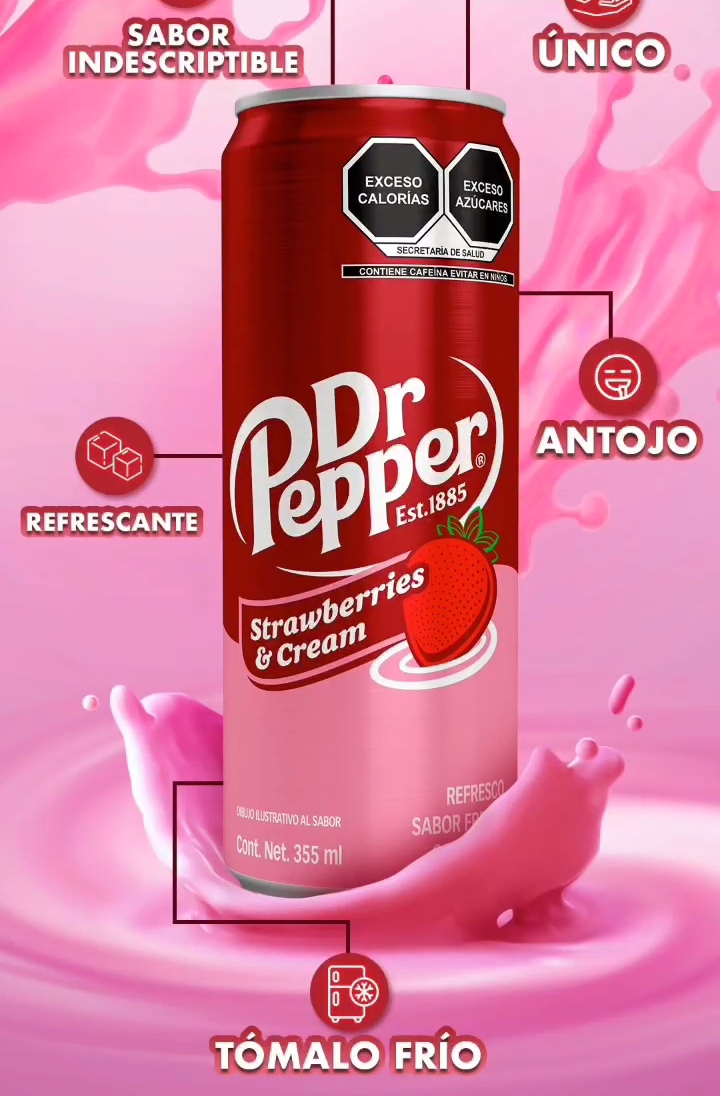 SABOR
INDESCRIPTIBLE
ÚNICO
EXCESO
CALORÍAS
EXCESO
AZÚCARES
SECRETARÍA DE SALUD
CONTIENE CAFEÍNA EVITAR EN NIÑOS
ANTOJO
REFRESCANTE
Dr
Pepper®
Est.1885
Strawberries
& Cream
DIBUJO ILUSTRATIVO AL SABOR
Cont. Net. 355 ml
REFRESCO
SABOR
TÓMALO FRÍO